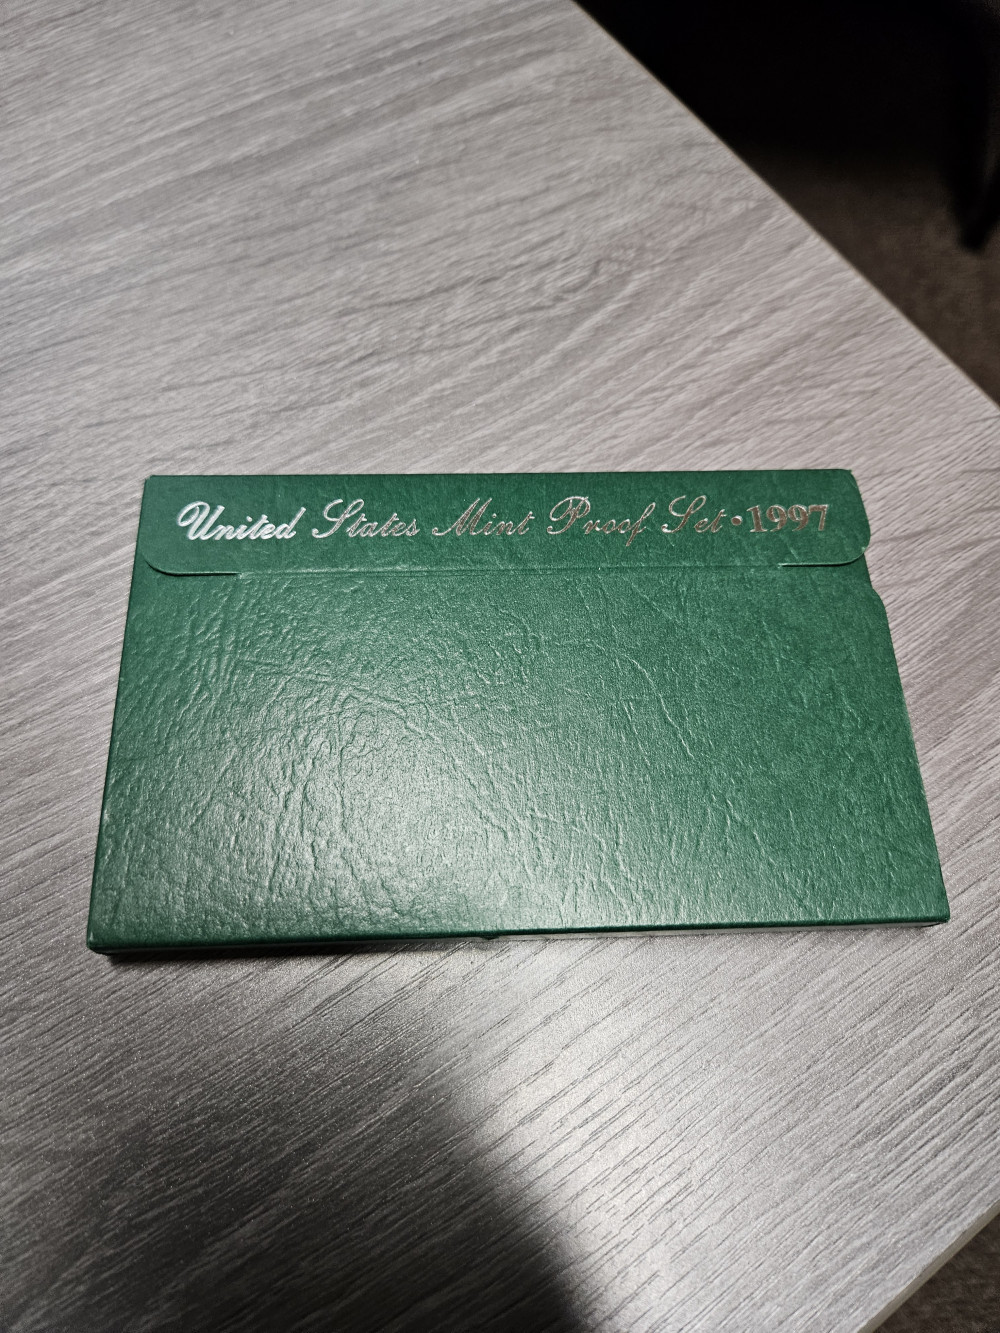 United States Mint Proof Set • 1997